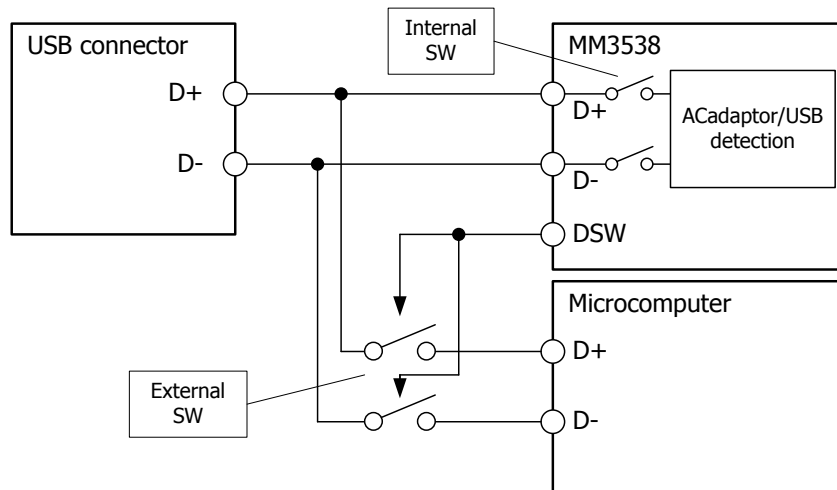 USB connector
D+
D-
Internal
SW
MM3538
D+
D-
DSW
ACadaptor/USB
detection
Microcomputer
D+
D-
External
SW